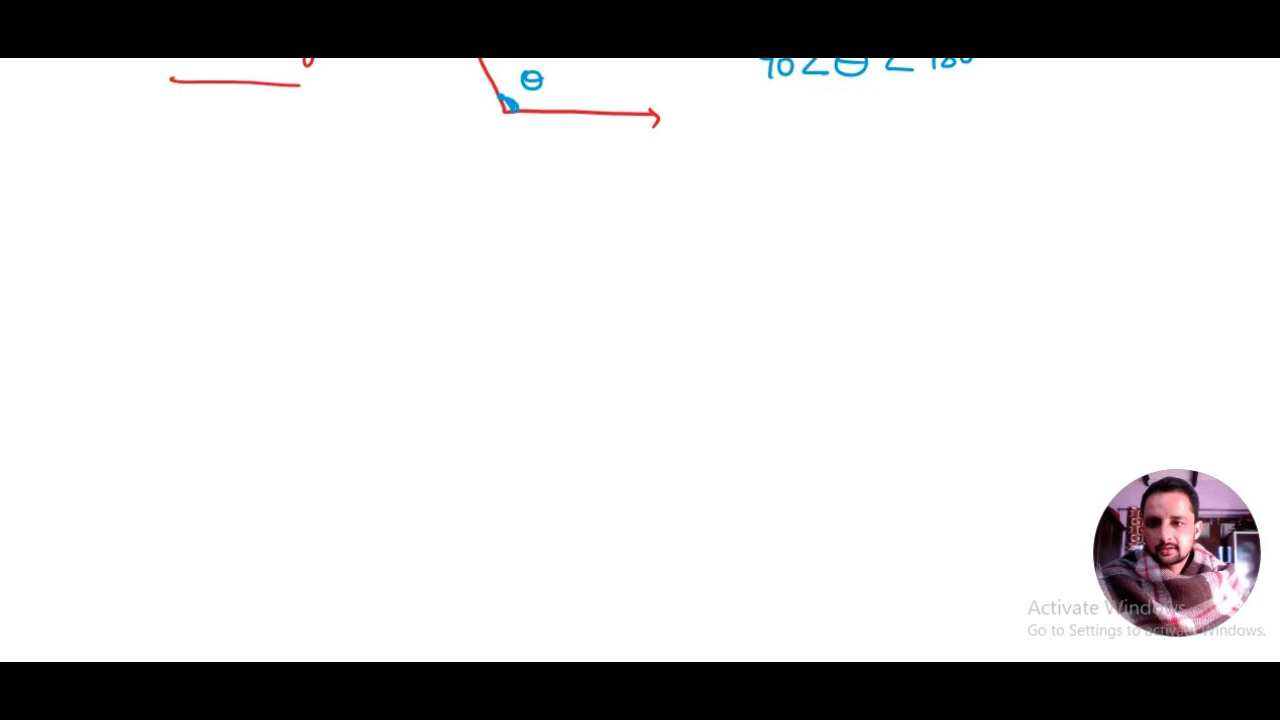 90 < θ < 180
θ
Activate Windows
Go to Settings to activate Windows.